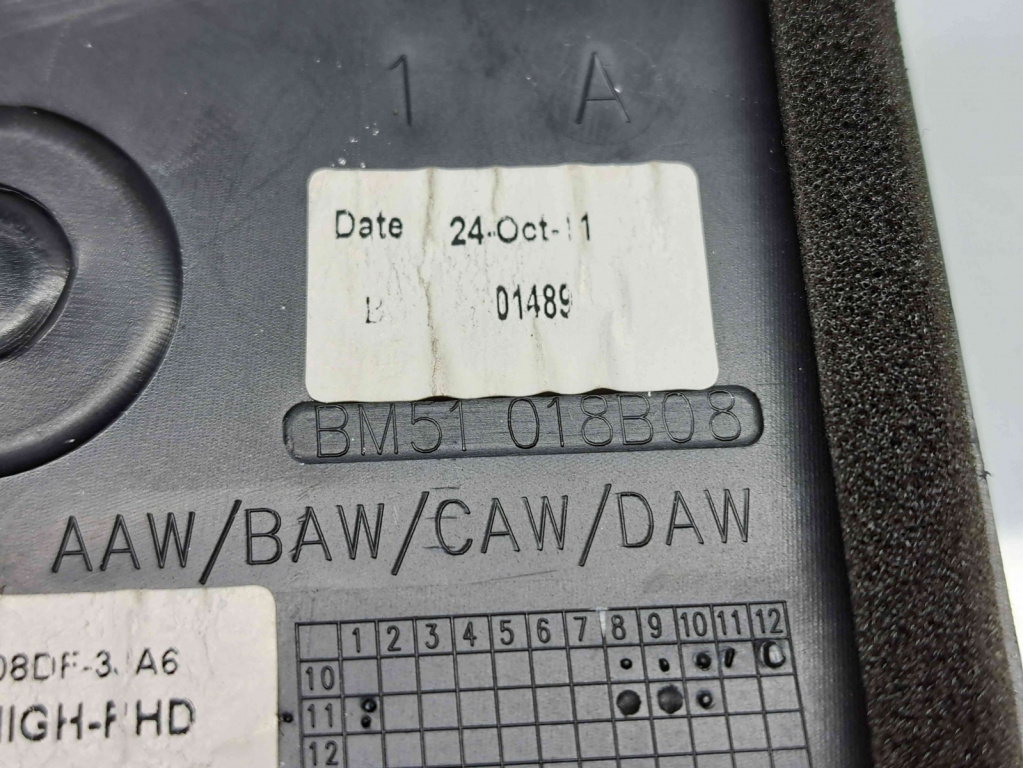 1 A
Date 24-Oct-11
01489
BM51 018B08
AAW/BAW/CAW/DAW
1 2 3 4 5 6 7 8 9 10 11 12
10
11
12